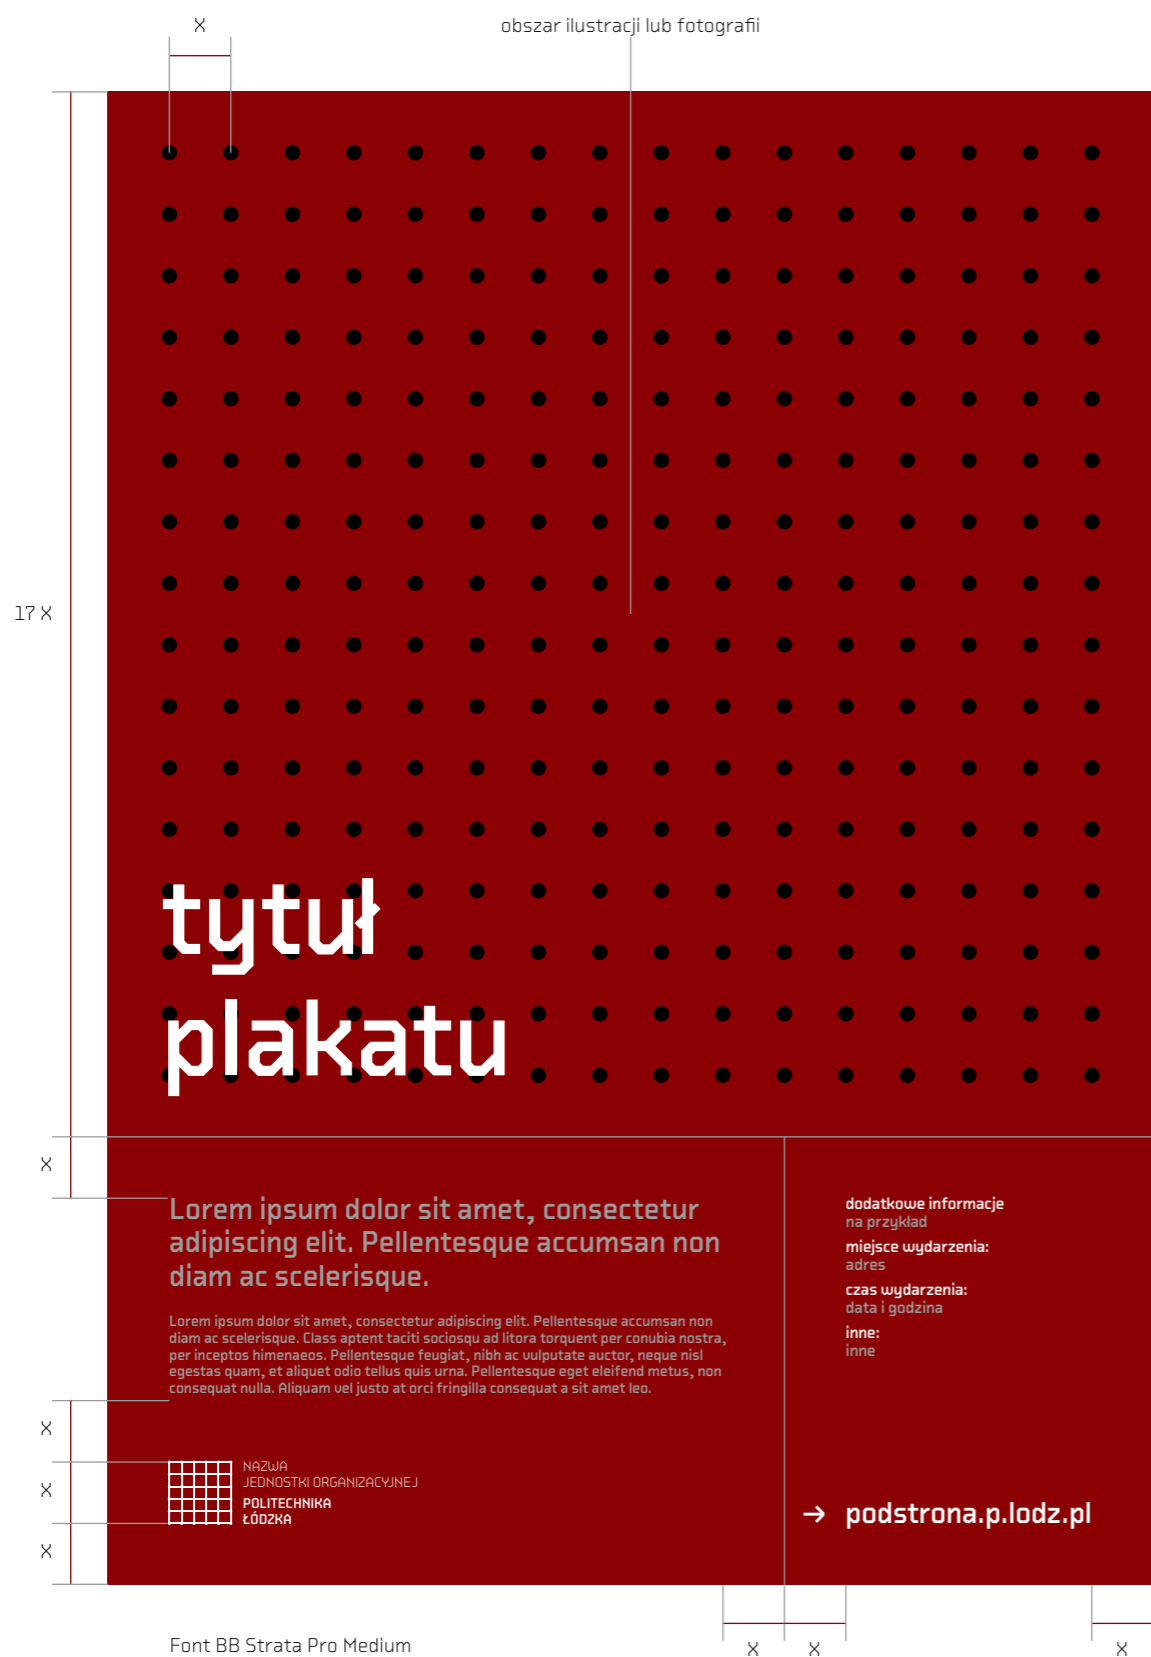 X
obszar ilustracji lub fotografii
17 X
tytuł
plakatu
X
Lorem ipsum dolor sit amet, consectetur
adipiscing elit. Pellentesque accumsan non
diam ac scelerisque.
Lorem ipsum dolor sit amet, consectetur adipiscing elit. Pellentesque accumsan non
diam ac scelerisque. Class aptent taciti sociosqu ad litora torquent per conubia nostra,
per inceptos himenaeos. Pellentesque feugiat, nibh ac vulputate auctor, neque nisl
egestas quam, et aliquet odio tellus quis urna. Pellentesque eget eleifend metus, non
consequat nulla. Aliquam vel justo at orci fringilla consequat a sit amet leo.
dodatkowe informacje
na przykład
miejsce wydarzenia:
adres
czas wydarzenia:
data i godzina
inne:
inne
X
X
X
NAZWA
JEDNOSTKI ORGANIZACYJNEJ
POLITECHNIKA
ŁÓDZKA
→ podstrona.p.lodz.pl
X
X
X
Font BB Strata Pro Medium